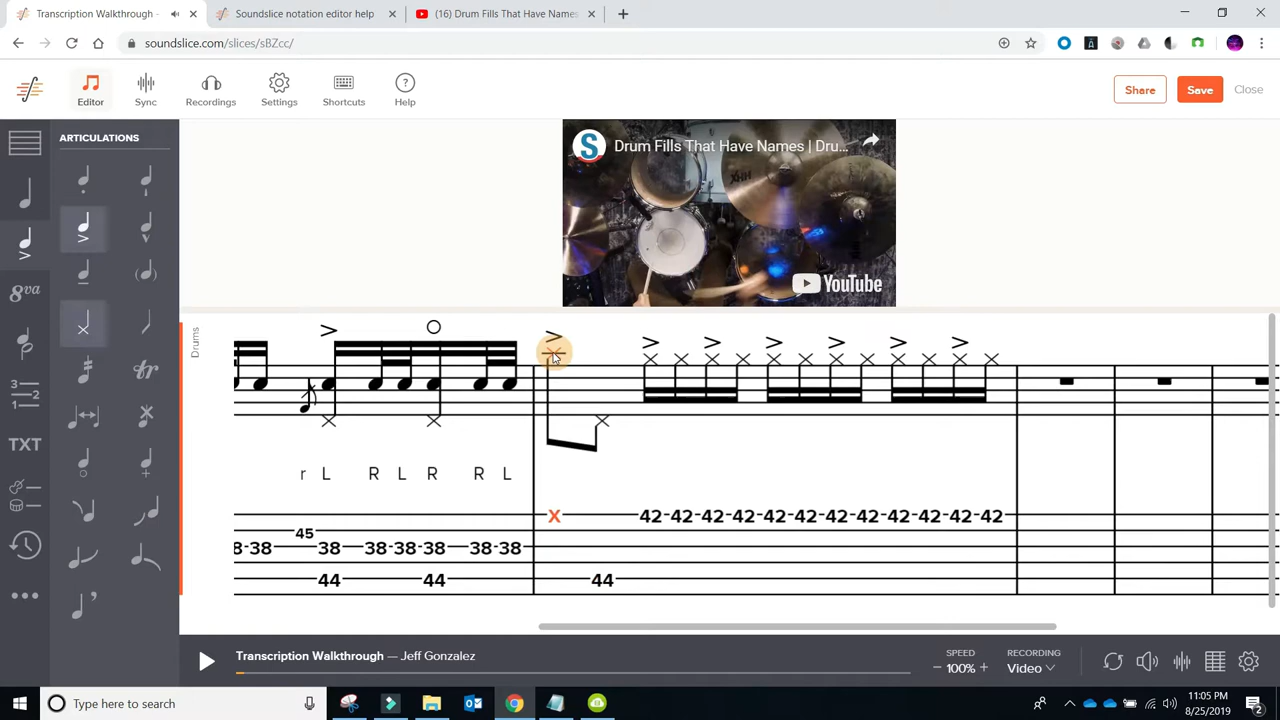 Transcription Walkthrough -
Soundslice notation editor help
(16) Drum Fills That Have Names
soundslice.com/slices/sBZcc/
Editor
Sync
Recordings
Settings
Shortcuts
Help
Share
Save
Close
ARTICULATIONS
8va
tr
TXT
Drum Fills That Have Names | Dru...
YouTube
Drums
r L R L R R L
X 42 42 42 42 42 42 42 42 42 42 42 42
45
38 38 38 38 38 38 38
44 44 44
Transcription Walkthrough — Jeff Gonzalez
SPEED
− 100% +
RECORDING
Video
Type here to search
11:05 PM
8/25/2019
2